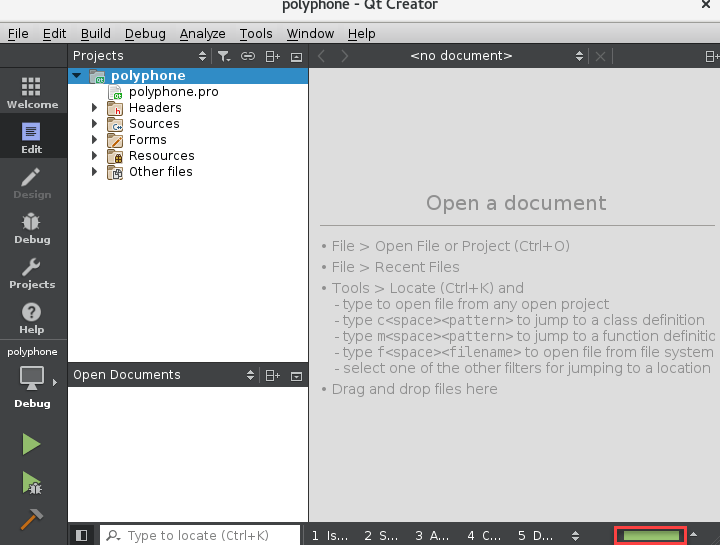 polyphone - Qt Creator
File Edit Build Debug Analyze Tools Window Help
Projects
<no document>
polyphone
polyphone.pro
Headers
Sources
Forms
Resources
Other files
Welcome
Edit
Design
Debug
Projects
Help
polyphone
Debug
Open a document
• File > Open File or Project (Ctrl+O)
• File > Recent Files
• Tools > Locate (Ctrl+K) and
- type to open file from any open project
- type c<space><pattern> to jump to a class definition
- type m<space><pattern> to jump to a function definitio
- type f<space><filename> to open file from file system
- select one of the other filters for jumping to a location
• Drag and drop files here
Open Documents
Type to locate (Ctrl+K)
1 Is... 2 S... 3 A... 4 C... 5 D...